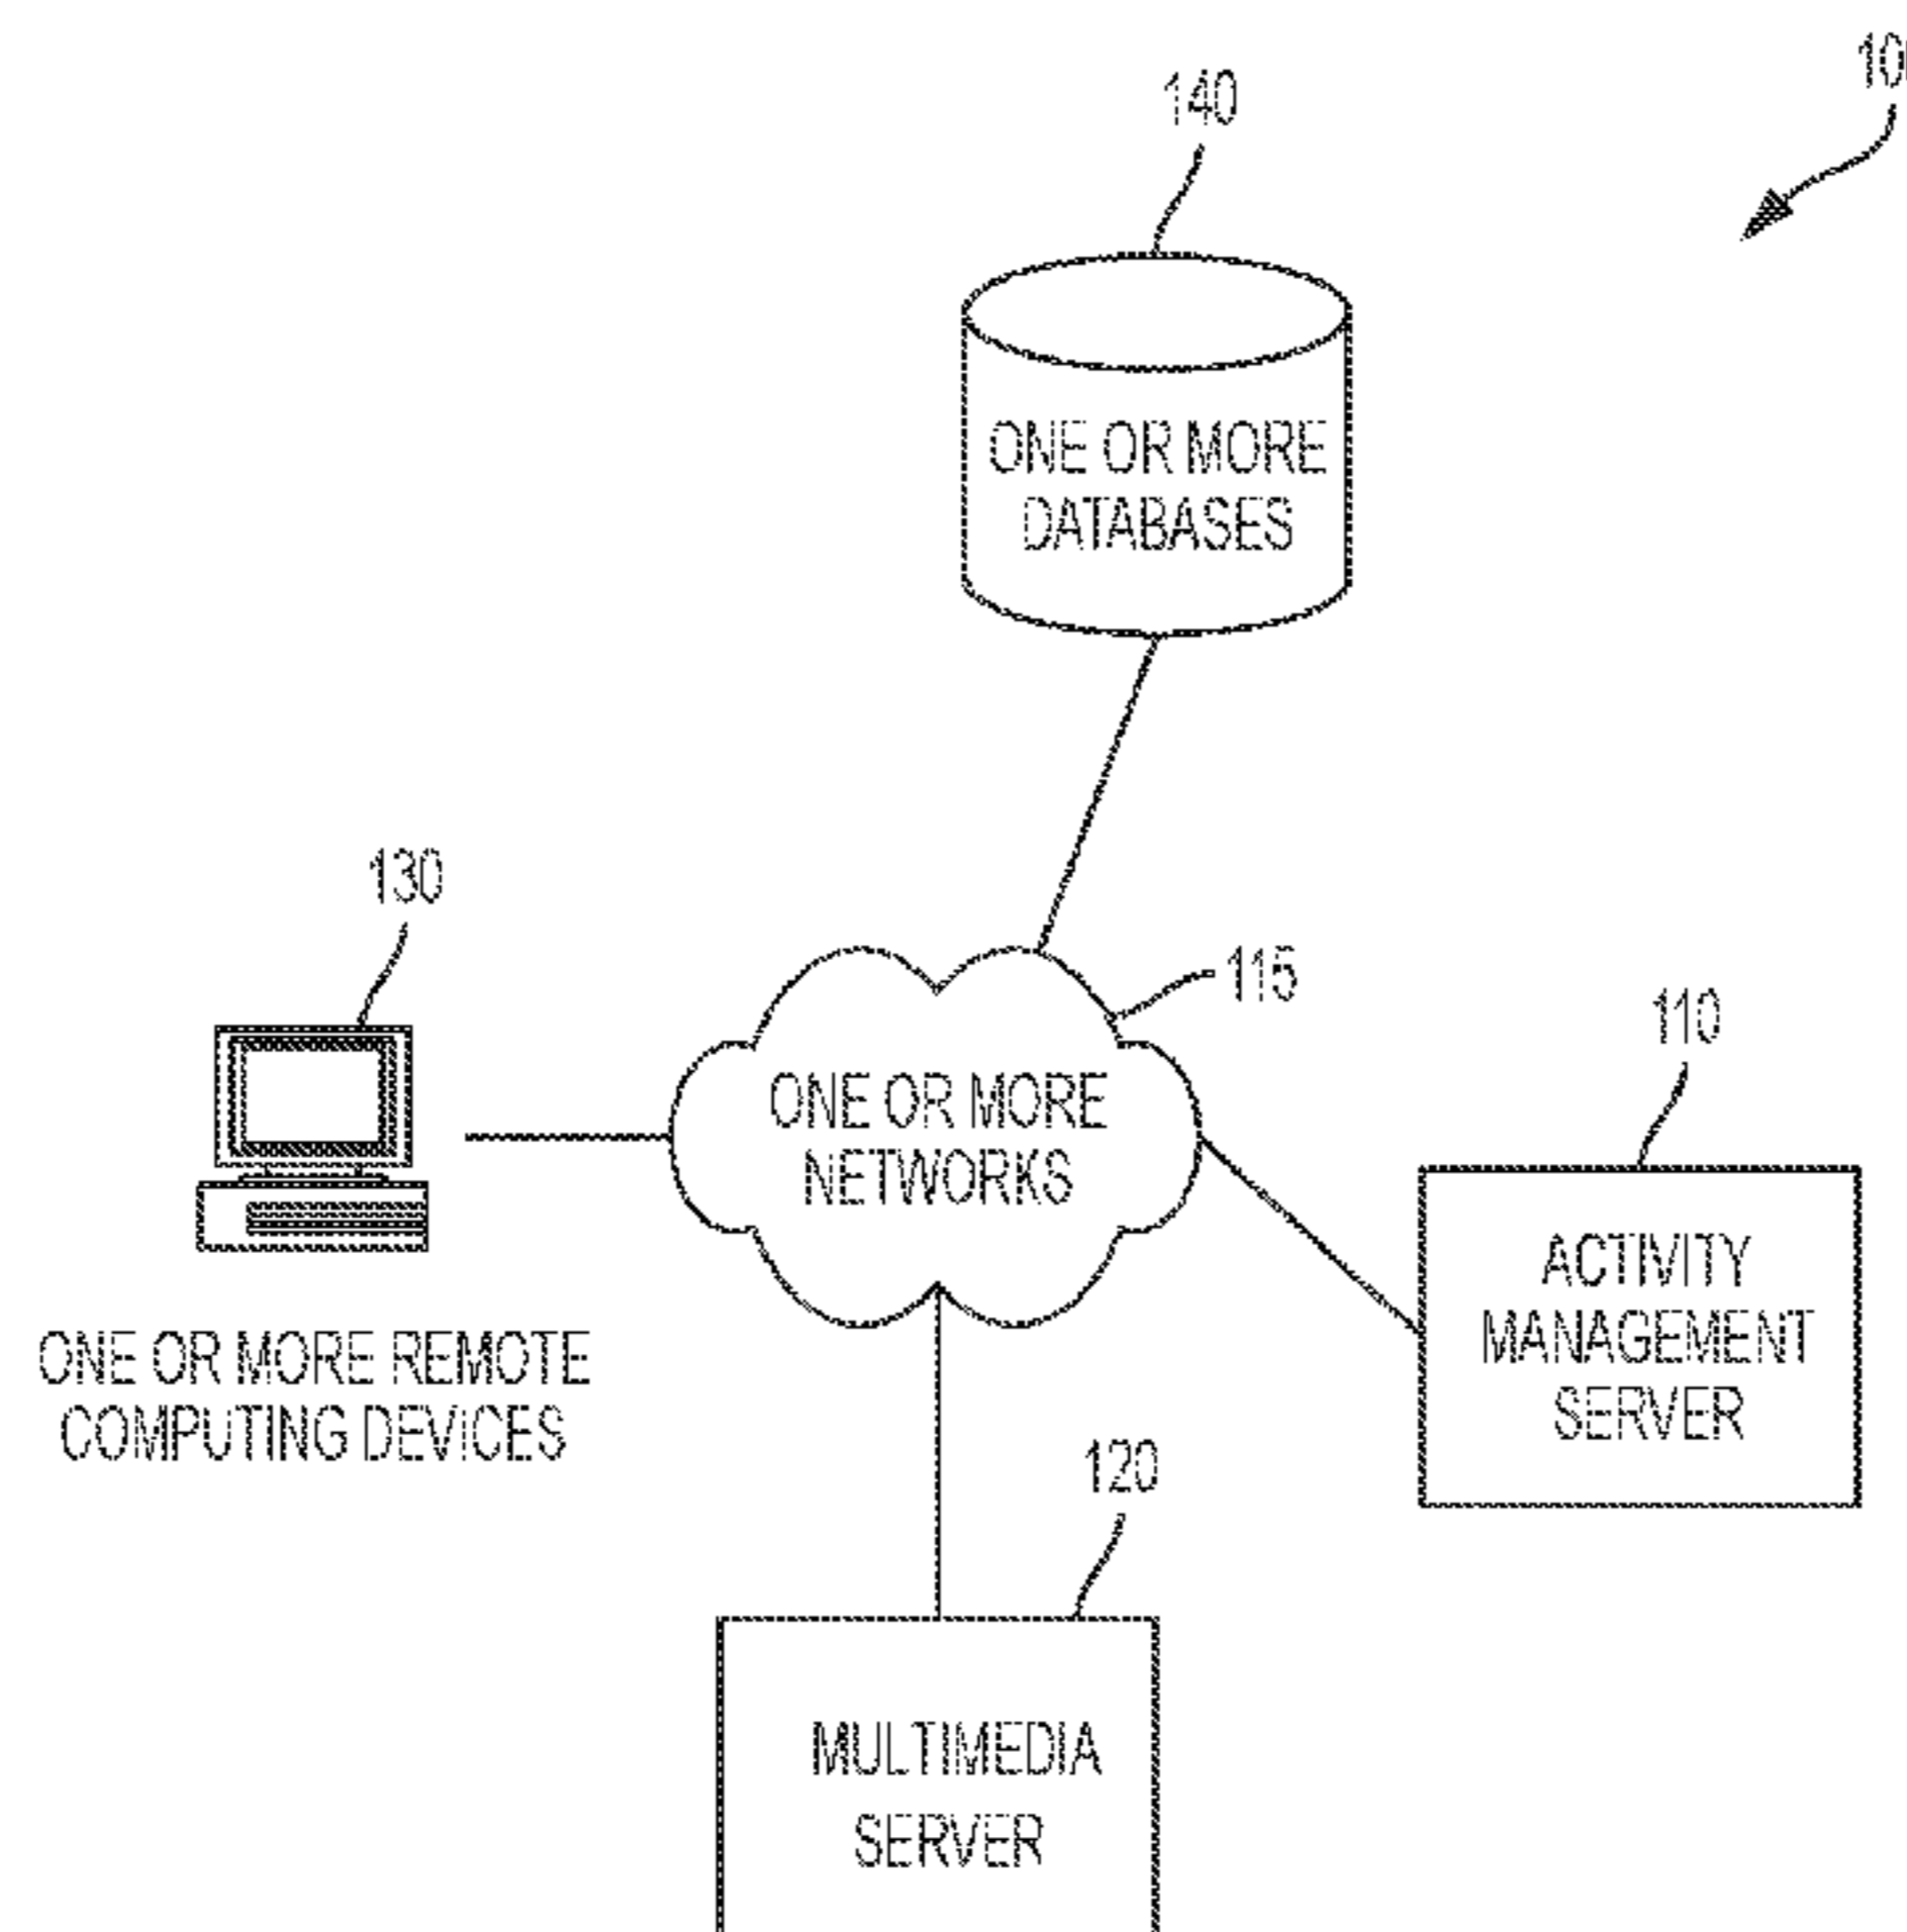 140
ONE OR MORE
DATABASES
130
115
ONE OR MORE
NETWORKS
110
ACTIVITY
MANAGEMENT
SERVER
ONE OR MORE REMOTE
COMPUTING DEVICES
120
MULTIMEDIA
SERVER